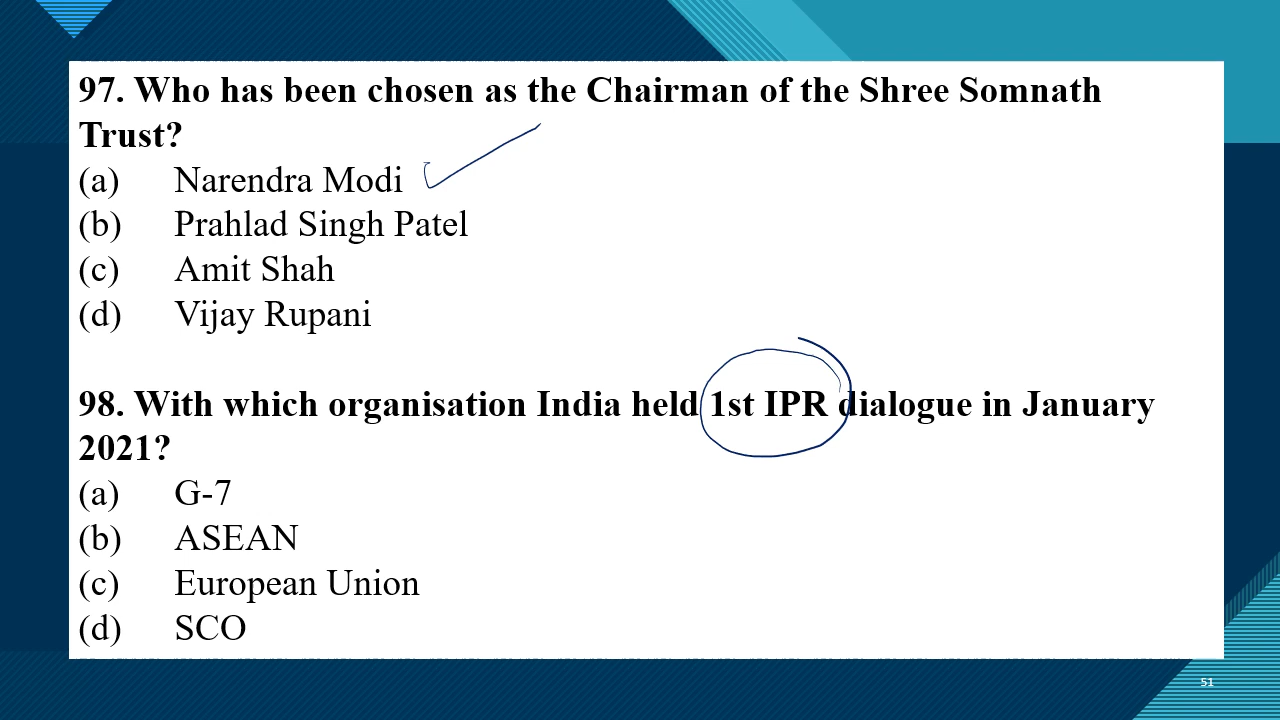 97. Who has been chosen as the Chairman of the Shree Somnath
Trust?
(a) Narendra Modi
(b) Prahlad Singh Patel
(c) Amit Shah
(d) Vijay Rupani
98. With which organisation India held 1st IPR dialogue in January
2021?
(a) G-7
(b) ASEAN
(c) European Union
(d) SCO
51